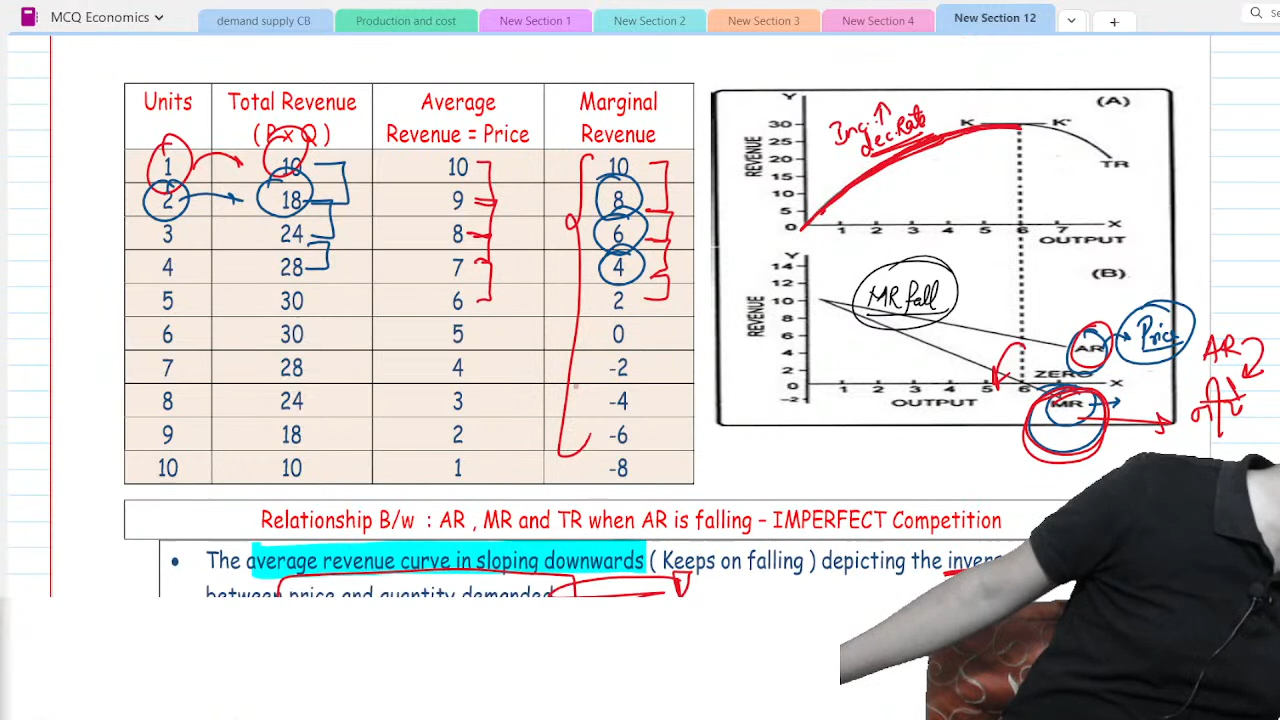 MCQ Economics
demand supply CB
Production and cost
New Section 1
New Section 2
New Section 3
New Section 4
New Section 12
+
Units Total Revenue Average Marginal
( P x Q ) Revenue = Price Revenue
1 10 10 10
2 18 9 8
3 24 8 6
4 28 7 4
5 30 6 2
6 30 5 0
7 28 4 -2
8 24 3 -4
9 18 2 -6
10 10 1 -8
Y
(A)
30
25
20
15
10
5
0
REVENUE
K K'
TR
1 2 3 4 5 6 7 X
OUTPUT
Inc. ↑
dec. Rate
Y
(B)
14
12
10
8
6
4
2
0
-2
REVENUE
MR fall
AR
Price
AR
ZERO
1 2 3 4 5 6 X
OUTPUT
MR
Relationship B/w : AR , MR and TR when AR is falling – IMPERFECT Competition
• The average revenue curve in sloping downwards ( Keeps on falling ) depicting the
between price and quantity demanded